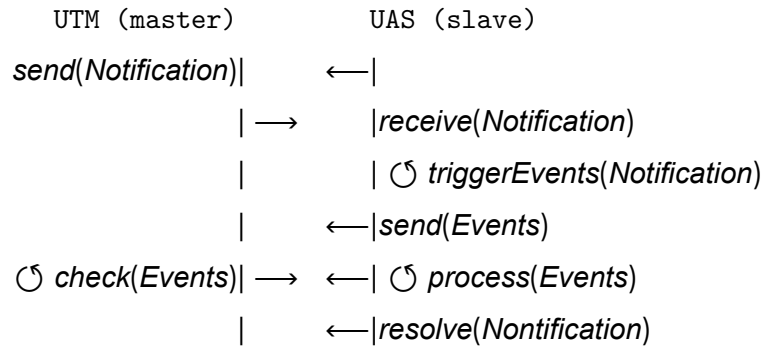 UTM (master) UAS (slave)
send(Notification)| ⟵|
| ⟶ |receive(Notification)
| | ↺ triggerEvents(Notification)
| ⟵|send(Events)
↺ check(Events)| ⟶ ⟵| ↺ process(Events)
| ⟵|resolve(Nontification)